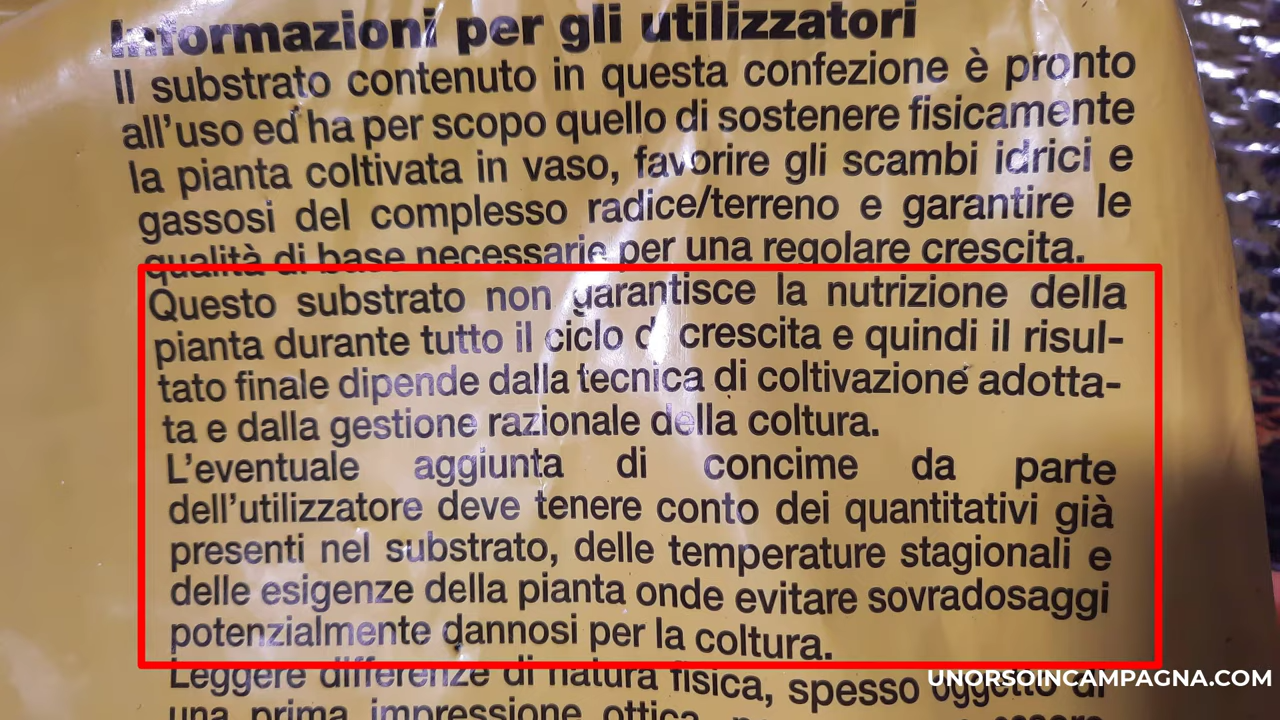 Informazioni per gli utilizzatori
Il substrato contenuto in questa confezione è pronto
all'uso ed ha per scopo quello di sostenere fisicamente
la pianta coltivata in vaso, favorire gli scambi idrici e
gassosi del complesso radice/terreno e garantire le
qualità di base necessarie per una regolare crescita.
Questo substrato non garantisce la nutrizione della
pianta durante tutto il ciclo di crescita e quindi il risul-
tato finale dipende dalla tecnica di coltivazione adotta-
ta e dalla gestione razionale della coltura.
L'eventuale aggiunta di concime da parte
dell'utilizzatore deve tenere conto dei quantitativi già
presenti nel substrato, delle temperature stagionali e
delle esigenze della pianta onde evitare sovradosaggi
potenzialmente dannosi per la coltura.
Leggere differenze di natura fisica, spesso oggetto di
una prima impressione ottica,
UNORSOINCAMPAGNA.COM